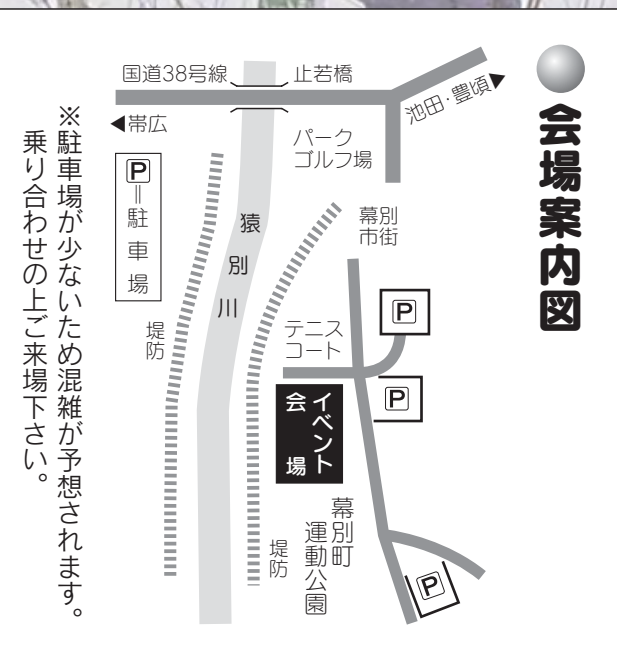 会場案内図
国道38号線
止若橋
池田・豊頃▶
◀帯広
パーク
ゴルフ場
P=駐車場
猿別川
幕別
市街
堤防
テニス
コート
P
P
イベント
会場
幕別町
運動公園
堤防
P
※駐車場が少ないため混雑が予想されます。
乗り合わせの上ご来場下さい。